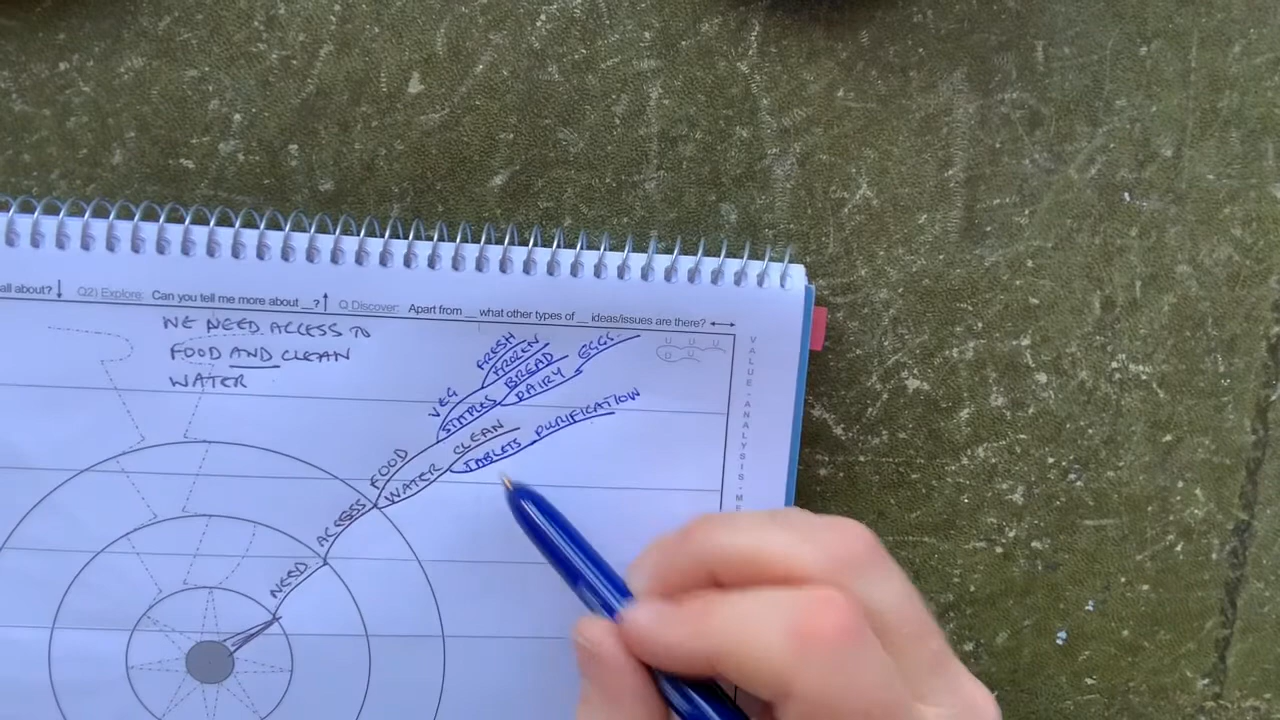 all about? ↓ Q2) Explore: Can you tell me more about __? ↑ Q Discover: Apart from __ what other types of __ ideas/issues are there? ↔
WE NEED ACCESS TO
FOOD AND CLEAN
WATER
NEED
ACCESS
FOOD
VEG
FRESH
FROZEN
STAPLES
BREAD
DAIRY
EGGS
WATER
CLEAN
TABLETS
PURIFICATION
U U U
U U
VALUE-ANALYSIS-ME